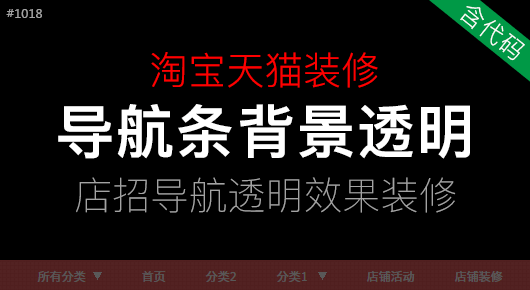 #1018
含代码
淘宝天猫装修
导航条背景透明
店招导航透明效果装修
所有分类 ▼ 首页 分类2 分类1 ▼ 店铺活动 店铺装修